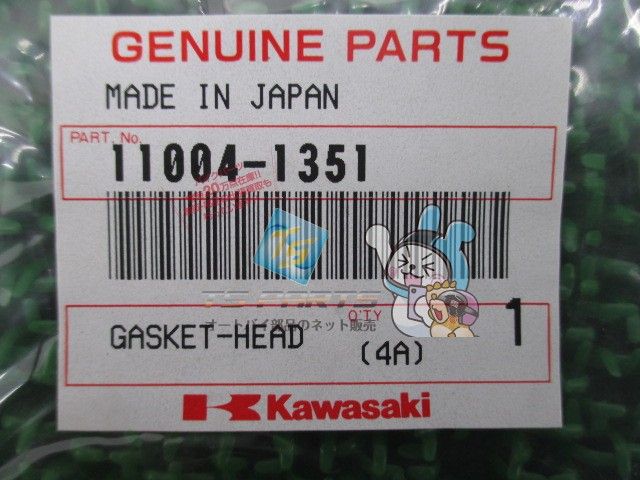 GENUINE PARTS
MADE IN JAPAN
PART. No.
11004-1351
TS PARTS
オートバイ部品のネット販売
Q'TY
GASKET-HEAD (4A) 1
Kawasaki